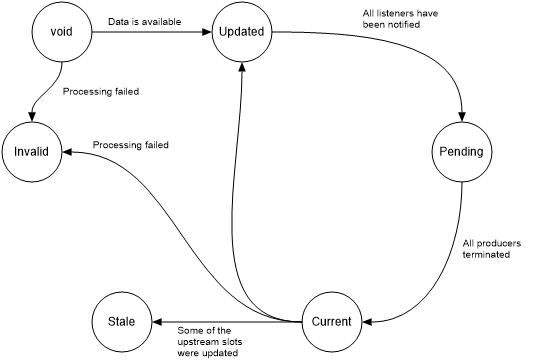 All listeners have
been notified
Data is available
void
Updated
Processing failed
Processing failed
Invalid
Pending
All producers
terminated
Stale
Current
Some of the
upstream slots
were updated